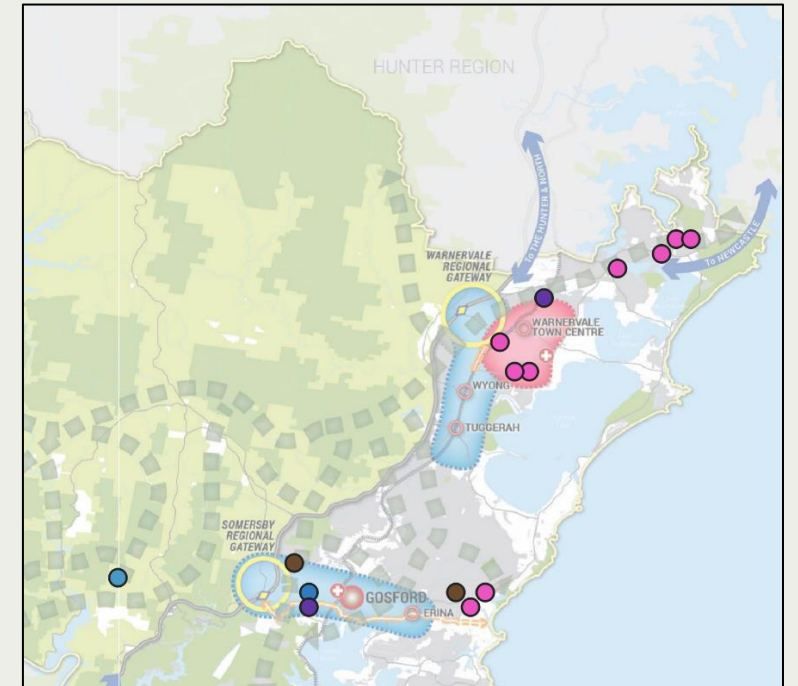 HUNTER REGION
To THE HUNTER & NORTH
To NEWCASTLE
WARNERVALE
REGIONAL
GATEWAY
WARNERVALE
TOWN CENTRE
WYONG
TUGGERAH
SOMERSBY
REGIONAL
GATEWAY
GOSFORD
ERINA